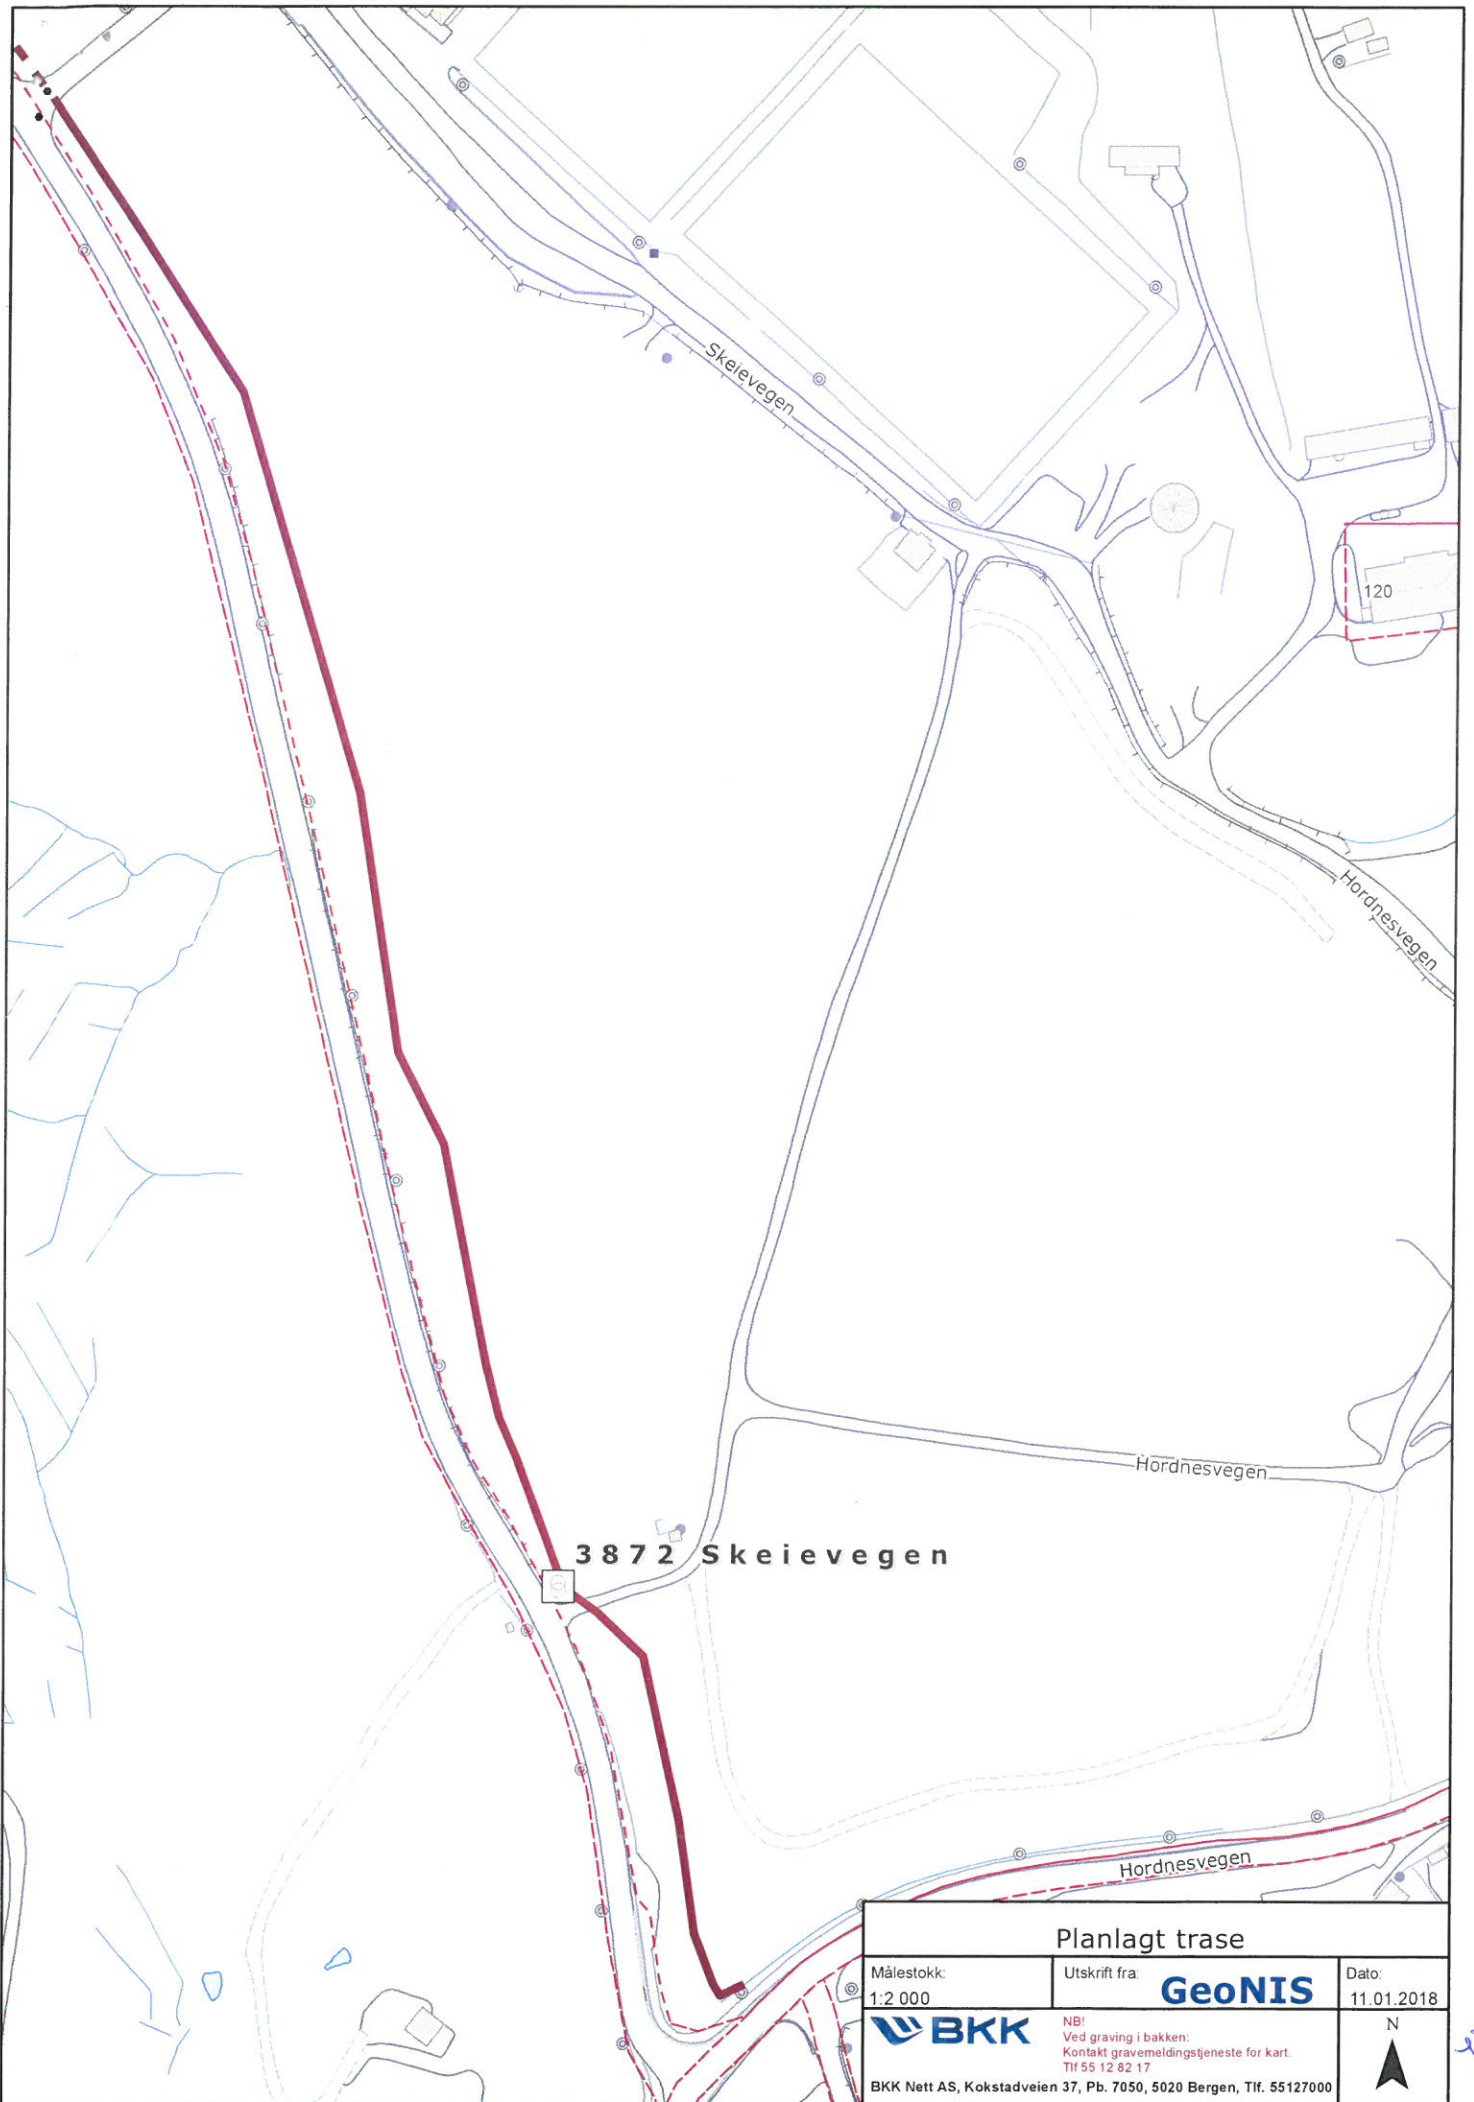 Skeievegen
120
Hordnesvegen
Hordnesvegen
3872 Skeievegen
Hordnesvegen
Planlagt trase
Målestokk:
1:2 000
Utskrift fra: GeoNIS
Dato:
11.01.2018
BKK
NB!
Ved graving i bakken:
Kontakt gravemeldingstjeneste for kart.
Tlf 55 12 82 17
N
BKK Nett AS, Kokstadveien 37, Pb. 7050, 5020 Bergen, Tlf. 55127000